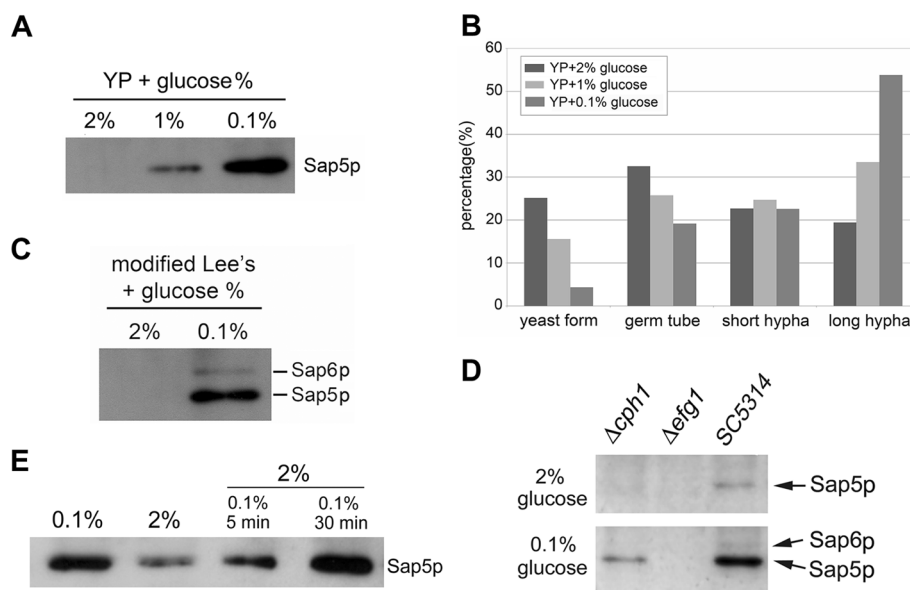 A
YP + glucose %
2% 1% 0.1%
Sap5p
B
60
50
40
30
20
10
0
percentage(%)
YP+2% glucose
YP+1% glucose
YP+0.1% glucose
yeast form germ tube short hypha long hypha
C
modified Lee's
+ glucose %
2% 0.1%
Sap6p
Sap5p
D
Δcph1 Δefg1 SC5314
2%
glucose
Sap5p
0.1%
glucose
Sap6p
Sap5p
E
2%
0.1% 2% 0.1% 0.1%
5 min 30 min
Sap5p